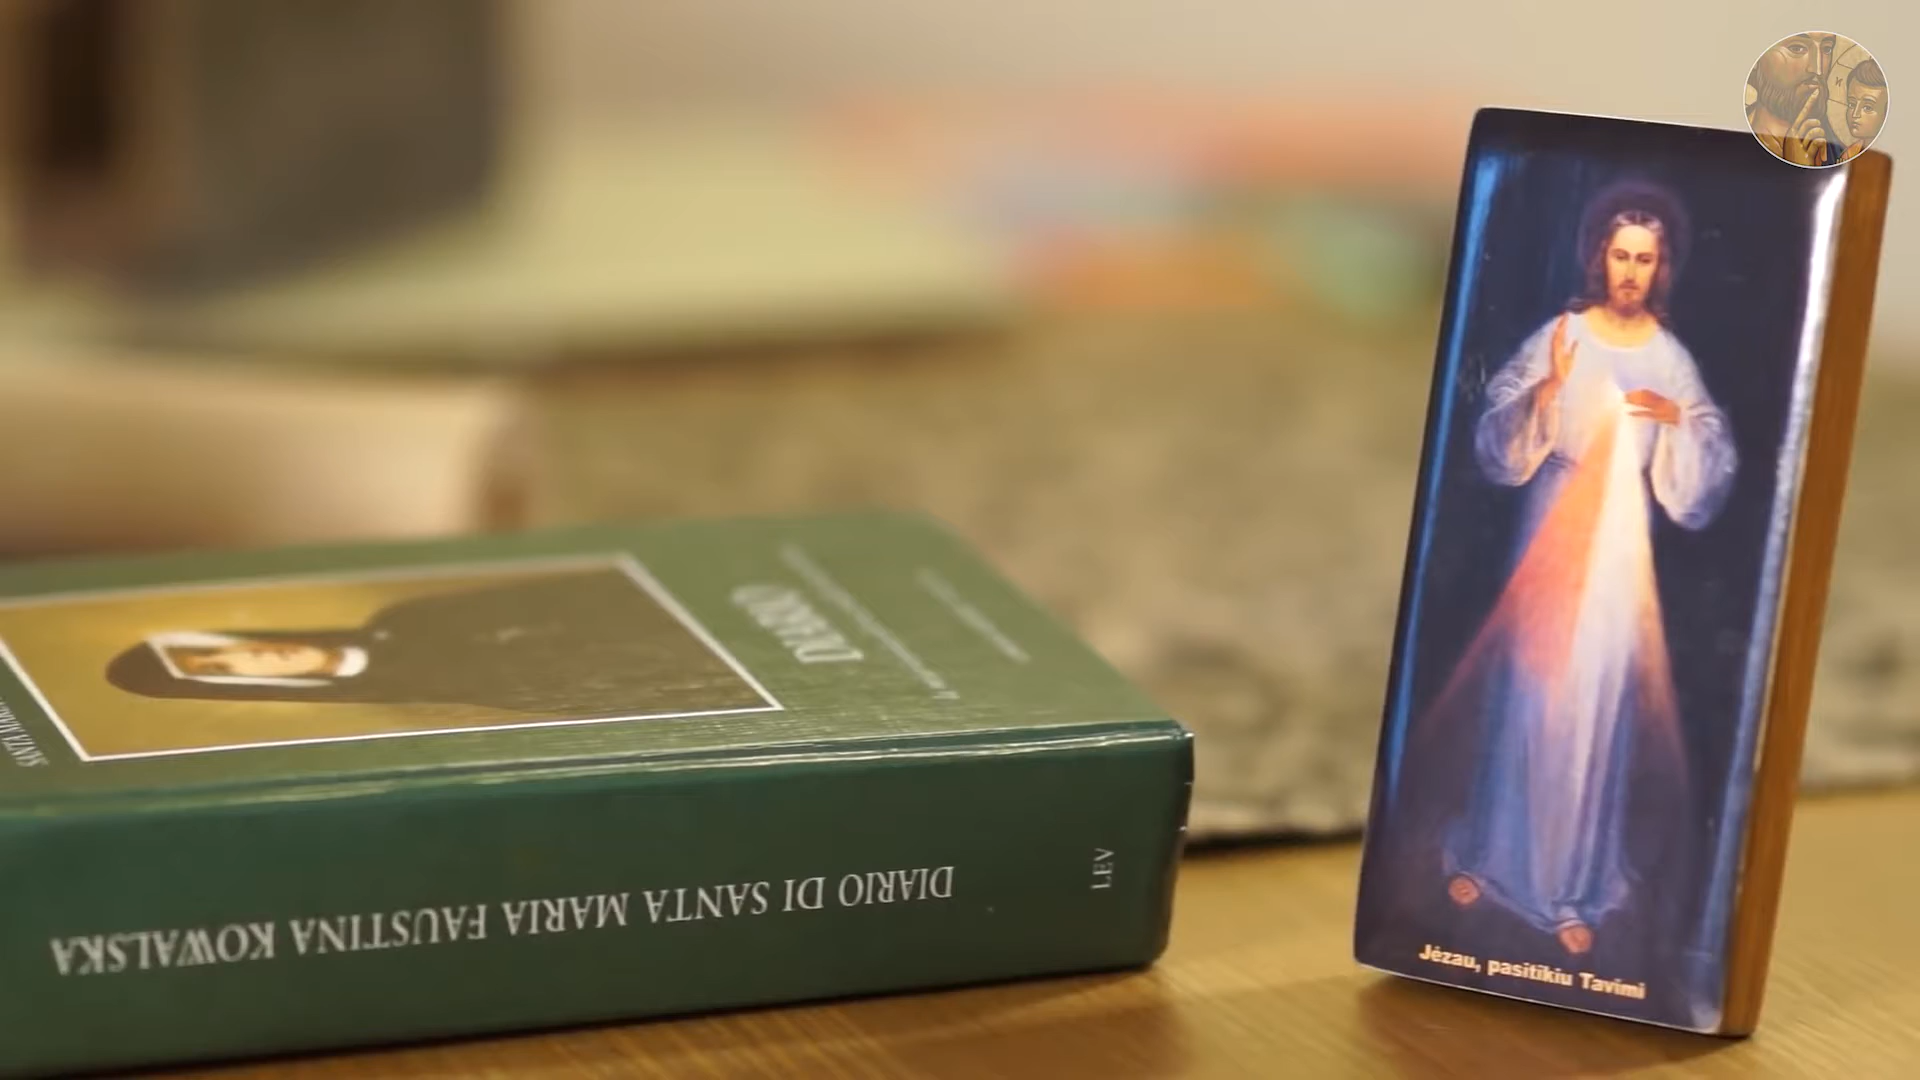 DIARIO
DIARIO DI SANTA MARIA FAUSTINA KOWALSKA
LEV
Jėzau, pasitikiu Tavimi